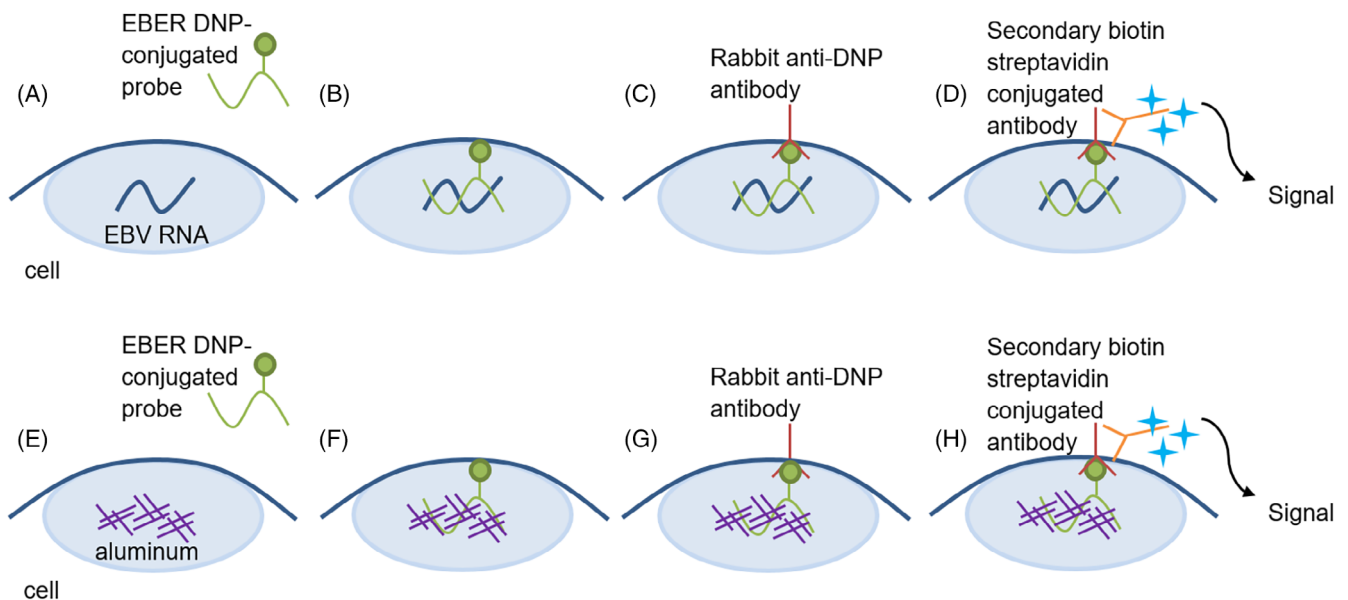 EBER DNP-
conjugated
probe
(A)
(B)
Rabbit anti-DNP
antibody
(C)
Secondary biotin
streptavidin
conjugated
antibody
(D)
Signal
EBV RNA
cell
EBER DNP-
conjugated
probe
(E)
(F)
Rabbit anti-DNP
antibody
(G)
Secondary biotin
streptavidin
conjugated
antibody
(H)
Signal
aluminum
cell